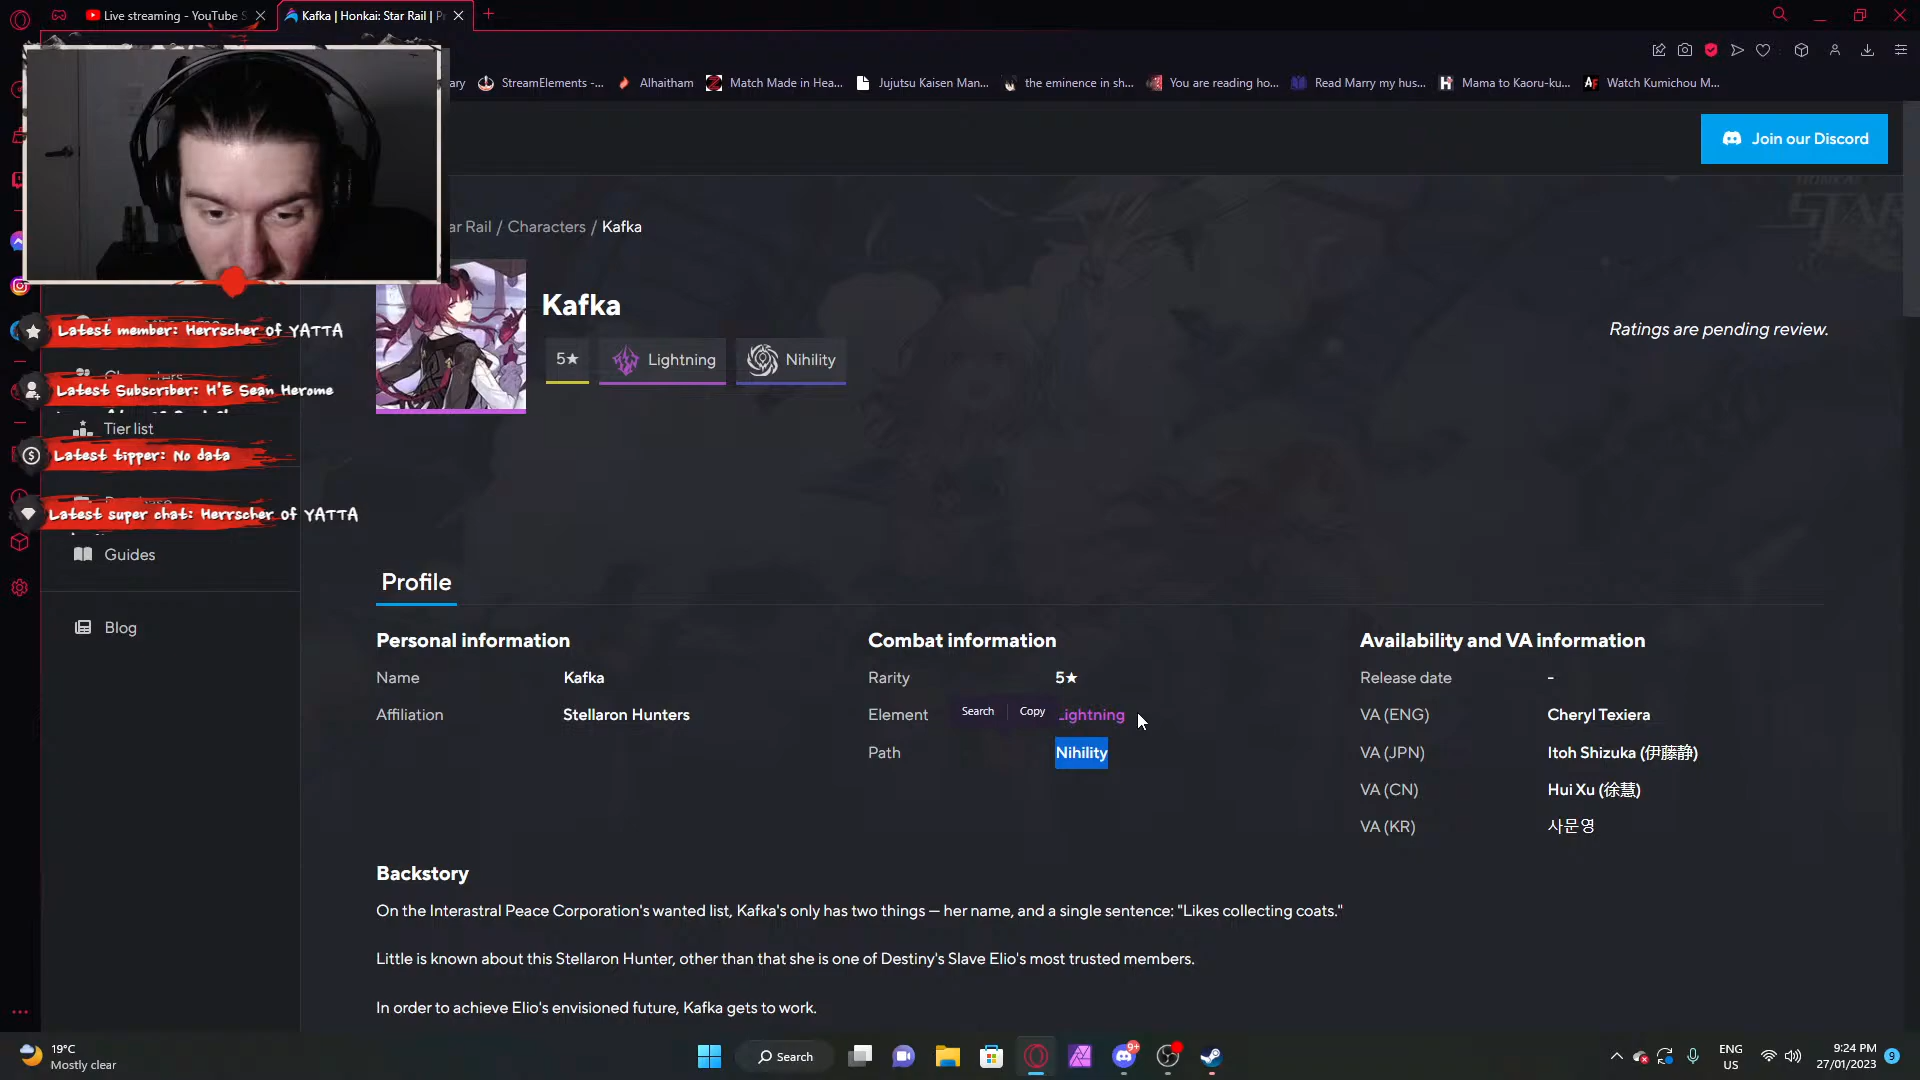 Live streaming - YouTube S
Kafka | Honkai: Star Rail | P
ary
StreamElements -...
Alhaitham
Match Made in Hea...
Jujutsu Kaisen Man...
the eminence in sh...
You are reading ho...
Read Marry my hus...
Mama to Kaoru-ku...
Watch Kumichou M...
Join our Discord
ar Rail / Characters / Kafka
Kafka
5★ Lightning Nihility
Ratings are pending review.
Latest member: Herrscher of YATTA
Latest Subscriber: H'E Sean Herome
Tier list
Latest tipper: No data
Latest super chat: Herrscher of YATTA
Guides
Blog
Profile
Personal information
Name Kafka
Affiliation Stellaron Hunters
Combat information
Rarity 5★
Element Lightning
Search Copy
Path Nihility
Availability and VA information
Release date -
VA (ENG) Cheryl Texiera
VA (JPN) Itoh Shizuka (伊藤静)
VA (CN) Hui Xu (徐慧)
VA (KR) 사문영
Backstory
On the Interastral Peace Corporation's wanted list, Kafka's only has two things — her name, and a single sentence: "Likes collecting coats."
Little is known about this Stellaron Hunter, other than that she is one of Destiny's Slave Elio's most trusted members.
In order to achieve Elio's envisioned future, Kafka gets to work.
19°C
Mostly clear
Search
9+
ENG
US
9:24 PM
27/01/2023
9